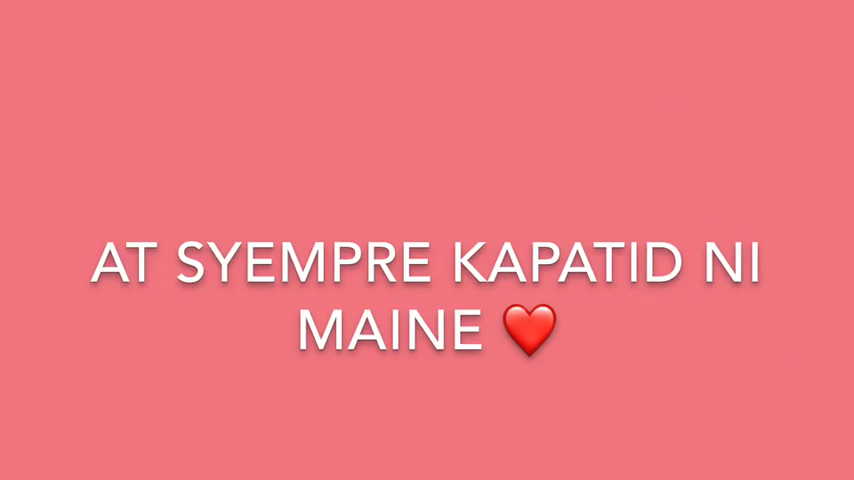 AT SYEMPRE KAPATID NI
MAINE ❤️